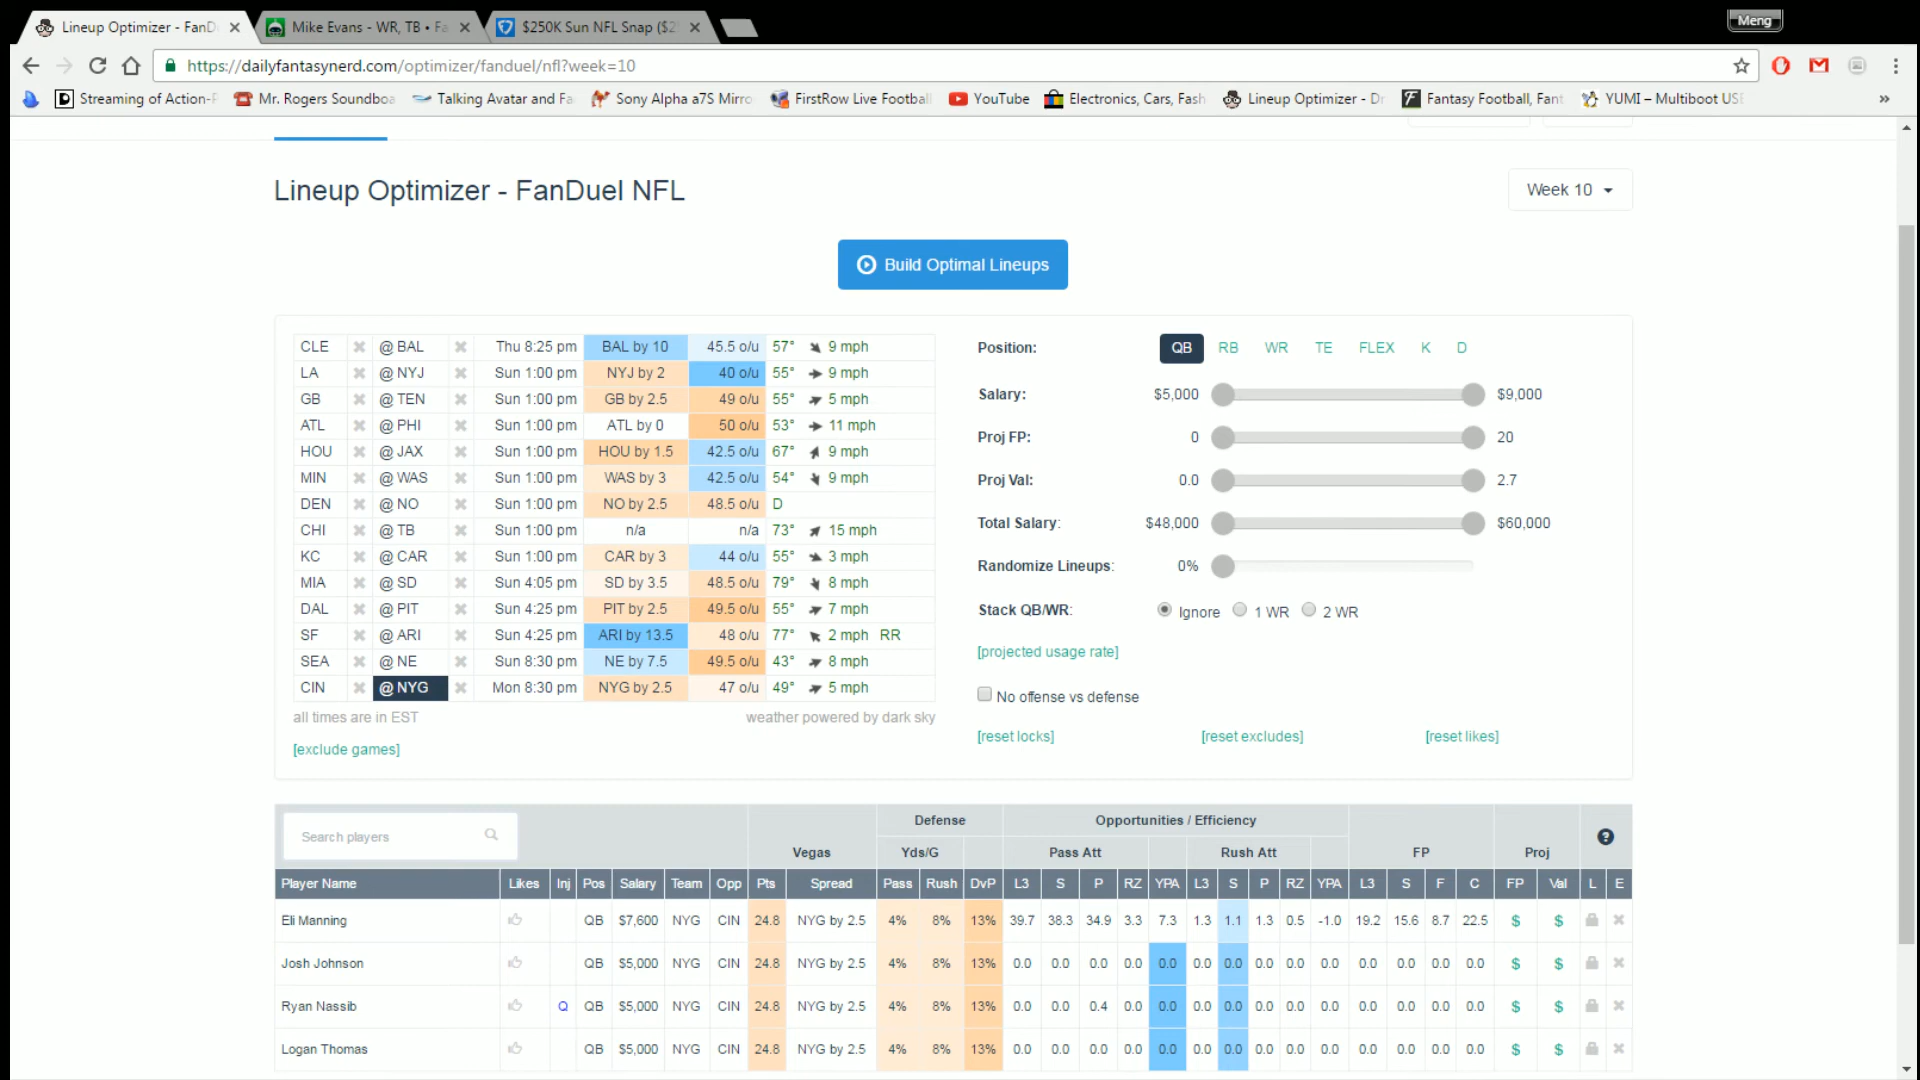 Lineup Optimizer - FanD
Mike Evans - WR, TB • Fa
$250K Sun NFL Snap ($2
Meng
https://dailyfantasynerd.com/optimizer/fanduel/nfl?week=10
Streaming of Action-P
Mr. Rogers Soundboa
Talking Avatar and Fa
Sony Alpha a7S Mirro
FirstRow Live Football
YouTube
Electronics, Cars, Fash
Lineup Optimizer - Dr
Fantasy Football, Fant
YUMI – Multiboot USB
»
Lineup Optimizer - FanDuel NFL
Week 10
Build Optimal Lineups
CLE @ BAL Thu 8:25 pm BAL by 10 45.5 o/u 57° 9 mph
LA @ NYJ Sun 1:00 pm NYJ by 2 40 o/u 55° 9 mph
GB @ TEN Sun 1:00 pm GB by 2.5 49 o/u 55° 5 mph
ATL @ PHI Sun 1:00 pm ATL by 0 50 o/u 53° 11 mph
HOU @ JAX Sun 1:00 pm HOU by 1.5 42.5 o/u 67° 9 mph
MIN @ WAS Sun 1:00 pm WAS by 3 42.5 o/u 54° 9 mph
DEN @ NO Sun 1:00 pm NO by 2.5 48.5 o/u D
CHI @ TB Sun 1:00 pm n/a n/a 73° 15 mph
KC @ CAR Sun 1:00 pm CAR by 3 44 o/u 55° 3 mph
MIA @ SD Sun 4:05 pm SD by 3.5 48.5 o/u 79° 8 mph
DAL @ PIT Sun 4:25 pm PIT by 2.5 49.5 o/u 55° 7 mph
SF @ ARI Sun 4:25 pm ARI by 13.5 48 o/u 77° 2 mph RR
SEA @ NE Sun 8:30 pm NE by 7.5 49.5 o/u 43° 8 mph
CIN @ NYG Mon 8:30 pm NYG by 2.5 47 o/u 49° 5 mph
all times are in EST
weather powered by dark sky
[exclude games]
Position: QB RB WR TE FLEX K D
Salary: $5,000 $9,000
Proj FP: 0 20
Proj Val: 0.0 2.7
Total Salary: $48,000 $60,000
Randomize Lineups: 0%
Stack QB/WR: Ignore 1 WR 2 WR
[projected usage rate]
No offense vs defense
[reset locks] [reset excludes] [reset likes]
Search players
Defense Opportunities / Efficiency
Vegas Yds/G Pass Att Rush Att FP Proj
Player Name Likes Inj Pos Salary Team Opp Pts Spread Pass Rush DvP L3 S P RZ YPA L3 S P RZ YPA L3 S F C FP Val L E
Eli Manning QB $7,600 NYG CIN 24.8 NYG by 2.5 4% 8% 13% 39.7 38.3 34.9 3.3 7.3 1.3 1.1 1.3 0.5 -1.0 19.2 15.6 8.7 22.5 $ $
Josh Johnson QB $5,000 NYG CIN 24.8 NYG by 2.5 4% 8% 13% 0.0 0.0 0.0 0.0 0.0 0.0 0.0 0.0 0.0 0.0 0.0 0.0 0.0 0.0 $ $
Ryan Nassib Q QB $5,000 NYG CIN 24.8 NYG by 2.5 4% 8% 13% 0.0 0.0 0.4 0.0 0.0 0.0 0.0 0.0 0.0 0.0 0.0 0.0 0.0 0.0 $ $
Logan Thomas QB $5,000 NYG CIN 24.8 NYG by 2.5 4% 8% 13% 0.0 0.0 0.0 0.0 0.0 0.0 0.0 0.0 0.0 0.0 0.0 0.0 0.0 0.0 $ $